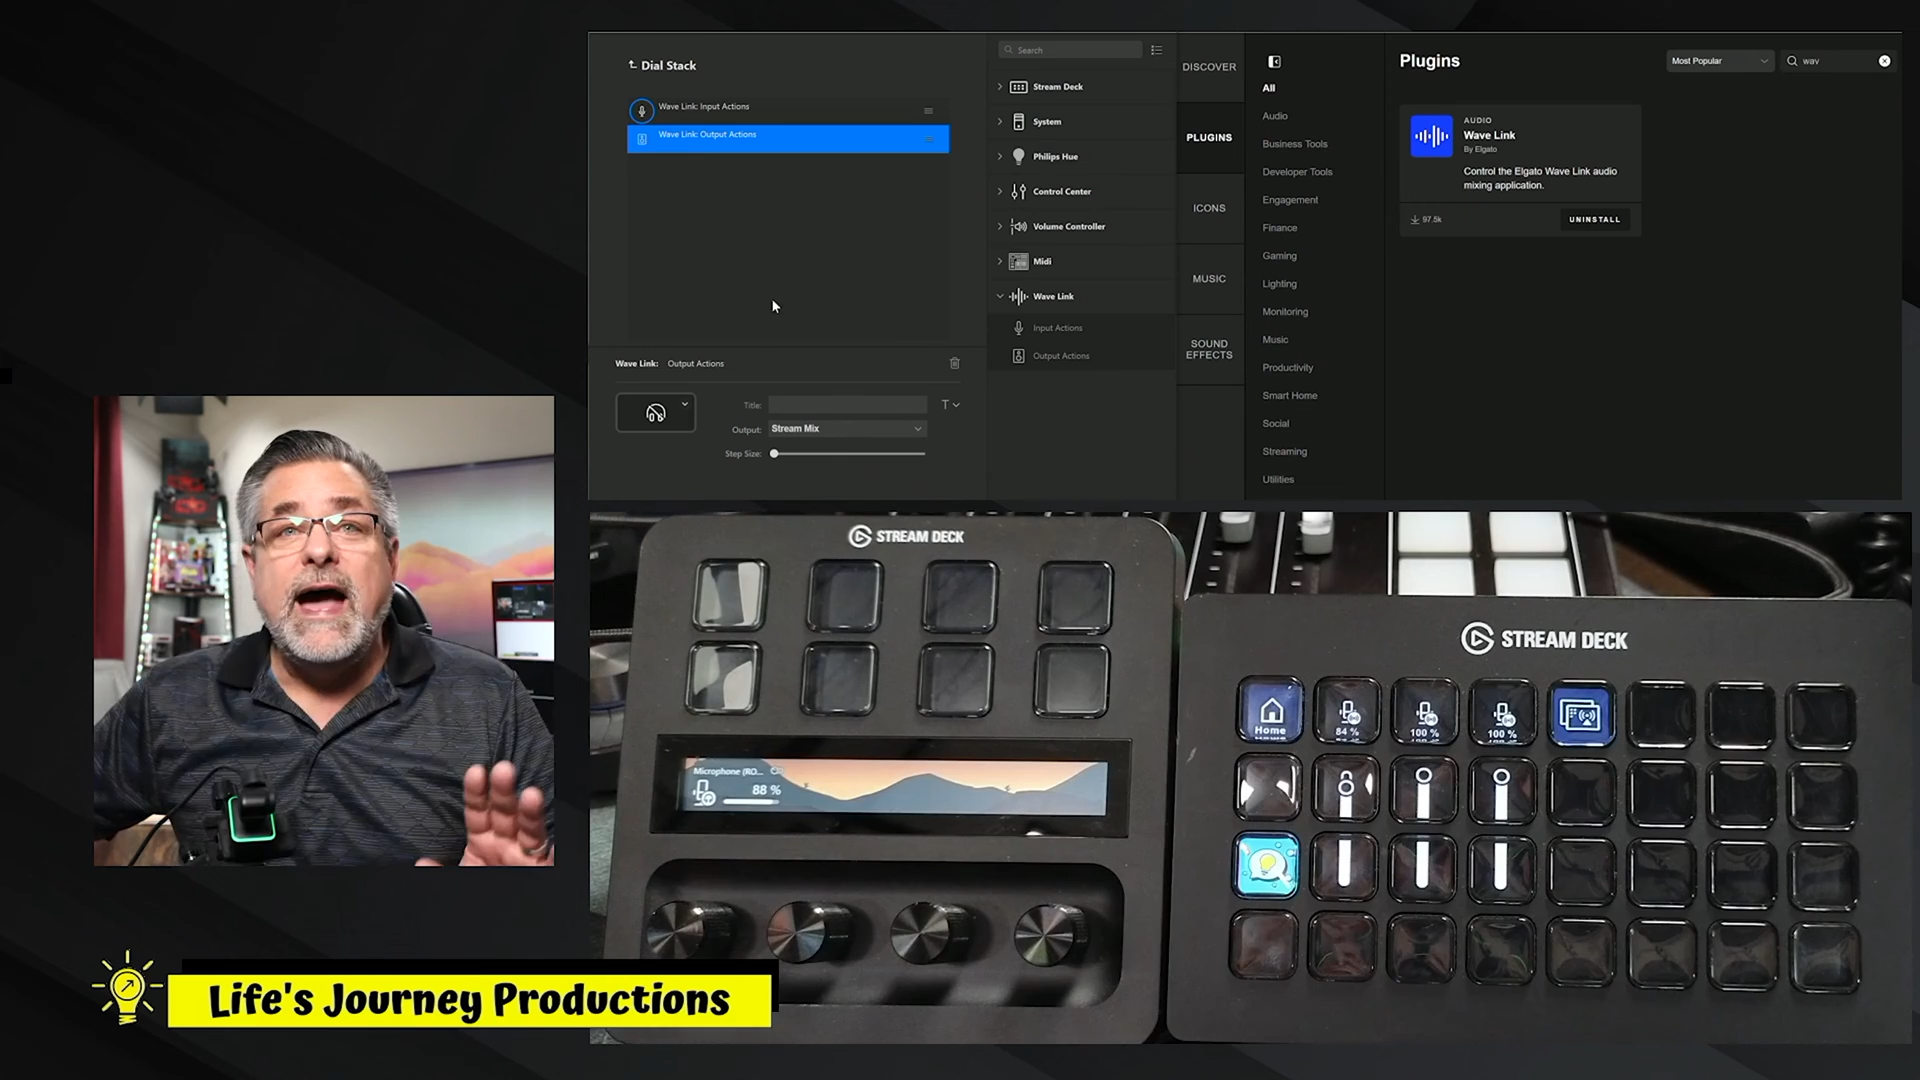 Dial Stack
Wave Link: Input Actions
Wave Link: Output Actions
Wave Link: Output Actions
Title:
T
Output: Stream Mix
Step Size:
Search
Stream Deck
System
Philips Hue
Control Center
Volume Controller
Midi
Wave Link
Input Actions
Output Actions
DISCOVER
PLUGINS
ICONS
MUSIC
SOUND
EFFECTS
All
Audio
Business Tools
Developer Tools
Engagement
Finance
Gaming
Lighting
Monitoring
Music
Productivity
Smart Home
Social
Streaming
Utilities
Plugins
Most Popular
wav
AUDIO
Wave Link
By Elgato
Control the Elgato Wave Link audio
mixing application.
97.5k
UNINSTALL
STREAM DECK
Microphone (RO...
88 %
STREAM DECK
Home
84 %
100 %
100 %
Life's Journey Productions